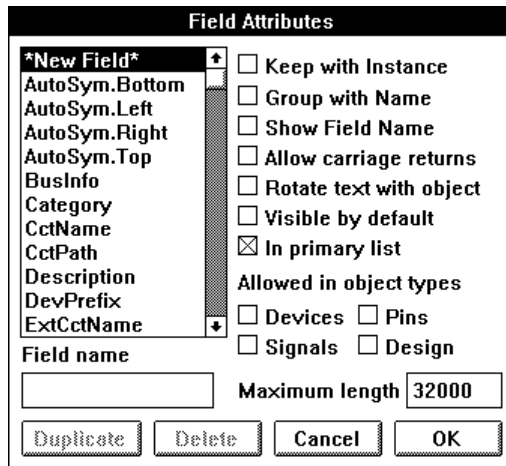 Field Attributes
*New Field*
AutoSym.Bottom
AutoSym.Left
AutoSym.Right
AutoSym.Top
BusInfo
Category
CctName
CctPath
Description
DevPrefix
ExtCctName
Keep with Instance
Group with Name
Show Field Name
Allow carriage returns
Rotate text with object
Visible by default
In primary list
Allowed in object types
Devices Pins
Signals Design
Field name
Maximum length 32000
Duplicate Delete Cancel OK